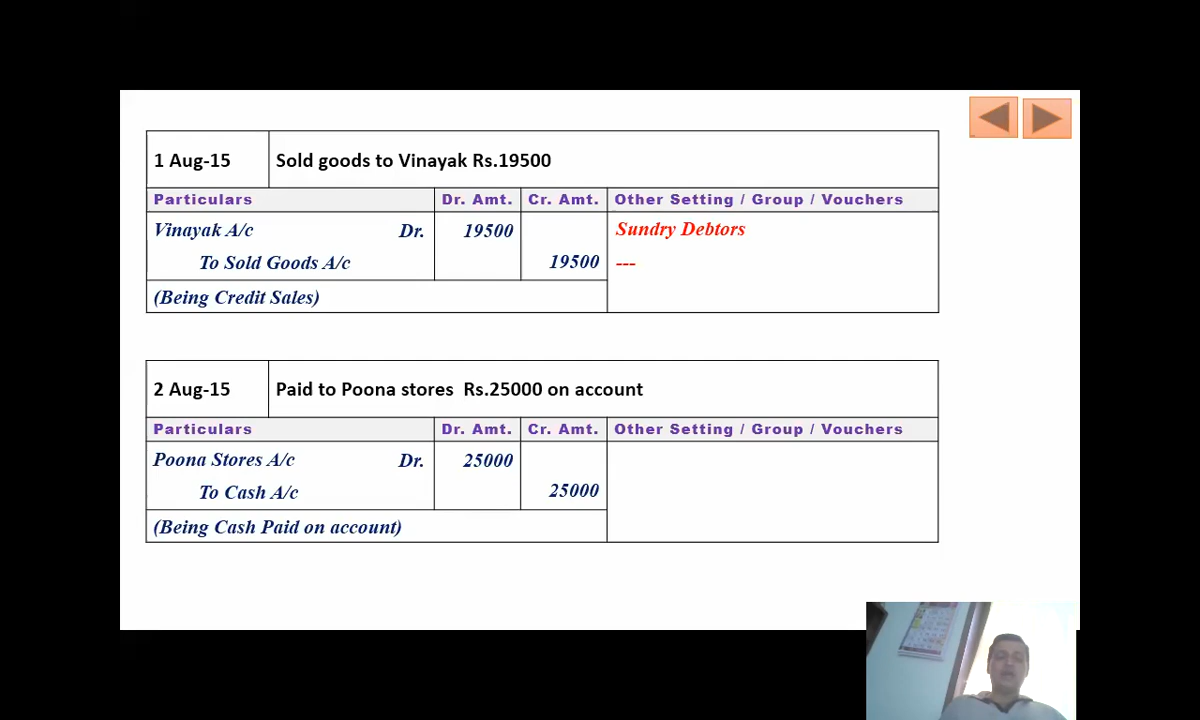 1 Aug-15 Sold goods to Vinayak Rs.19500
Particulars Dr. Amt. Cr. Amt. Other Setting / Group / Vouchers
Vinayak A/c Dr. 19500 Sundry Debtors
To Sold Goods A/c 19500 ---
(Being Credit Sales)
2 Aug-15 Paid to Poona stores Rs.25000 on account
Particulars Dr. Amt. Cr. Amt. Other Setting / Group / Vouchers
Poona Stores A/c Dr. 25000
To Cash A/c 25000
(Being Cash Paid on account)